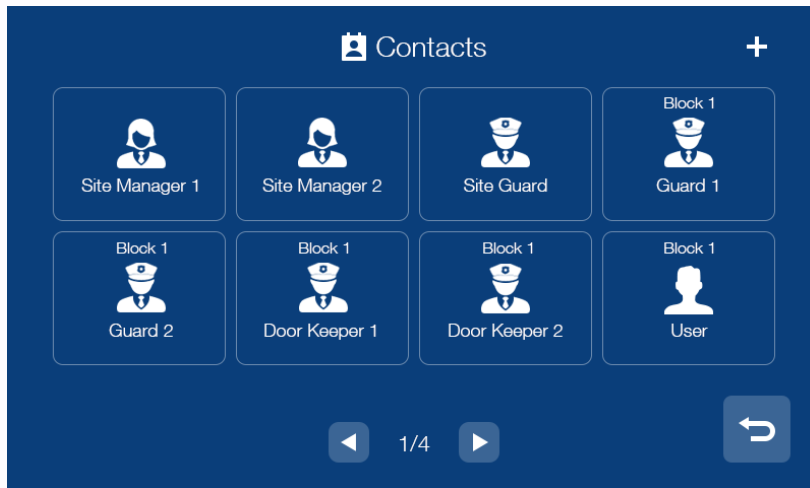 Contacts
Site Manager 1
Site Manager 2
Site Guard
Block 1
Guard 1
Block 1
Guard 2
Block 1
Door Keeper 1
Block 1
Door Keeper 2
Block 1
User
1/4